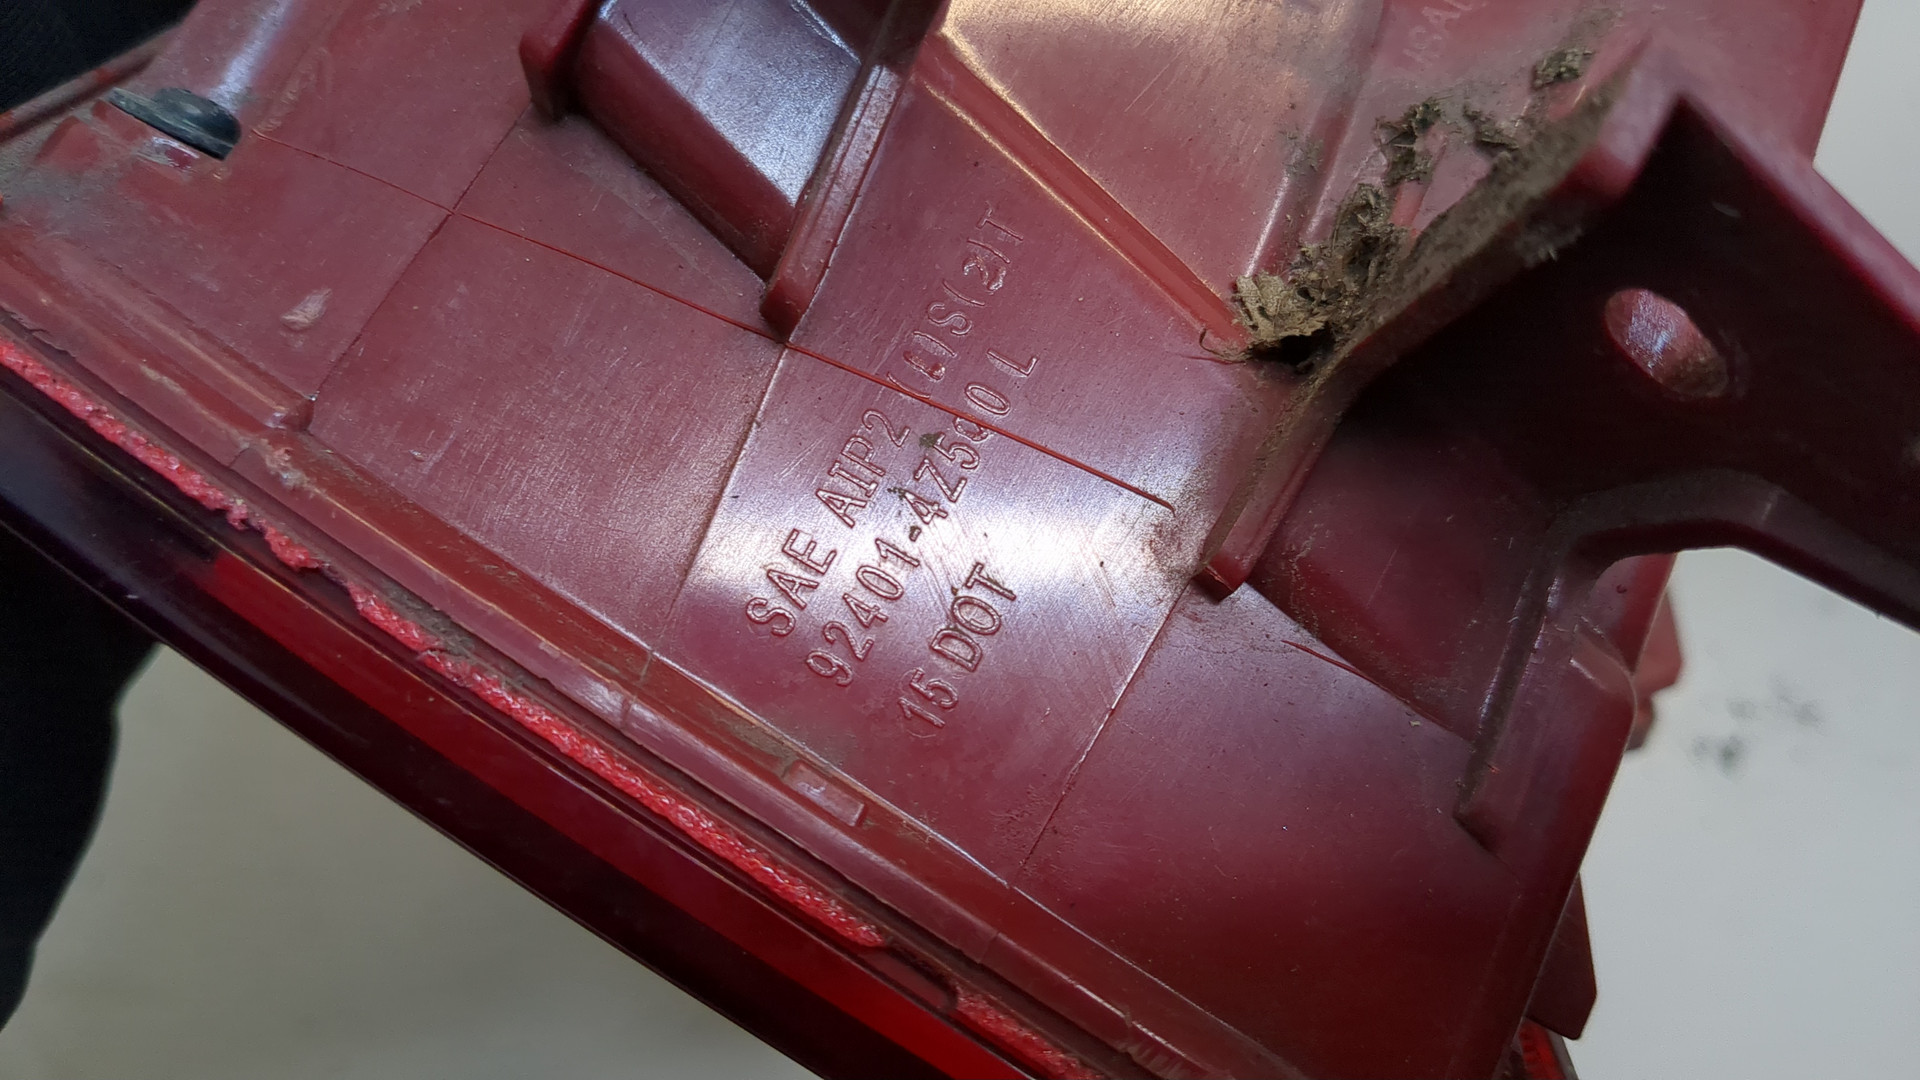 SAE AIP2 (L)S(2)T
92401-4Z500 L
15 DOT